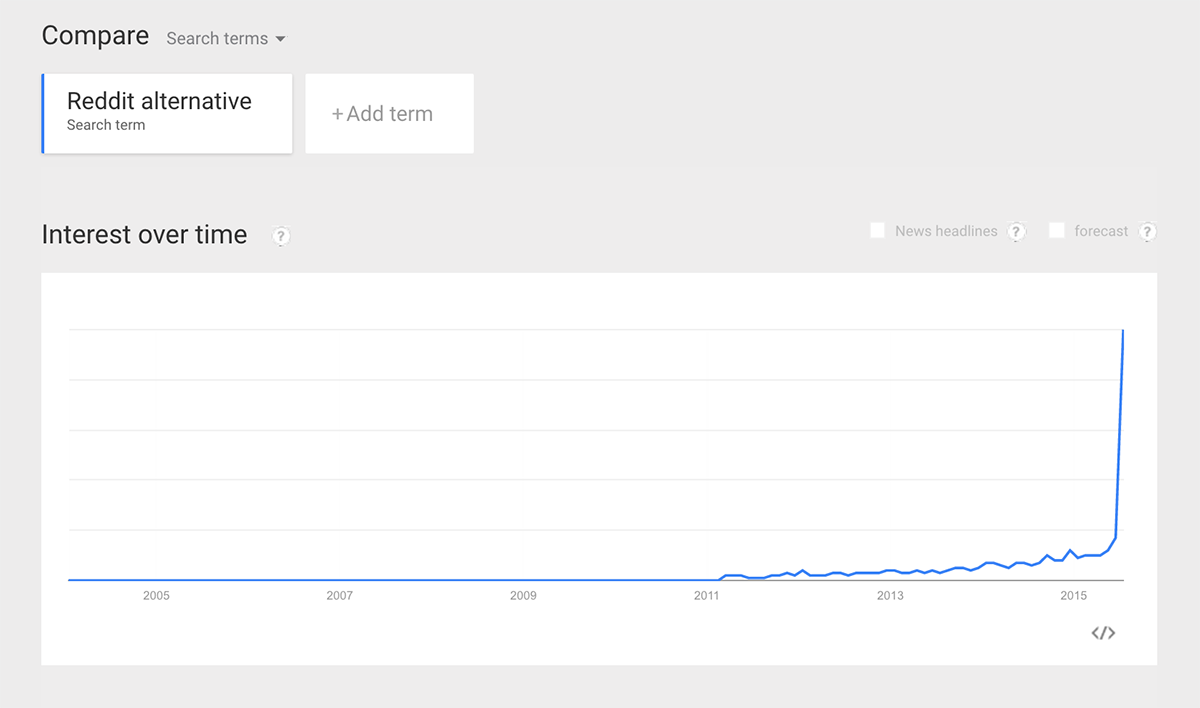 Compare Search terms
Reddit alternative
Search term
+Add term
Interest over time ?
News headlines ? forecast ?
2005 2007 2009 2011 2013 2015
</>